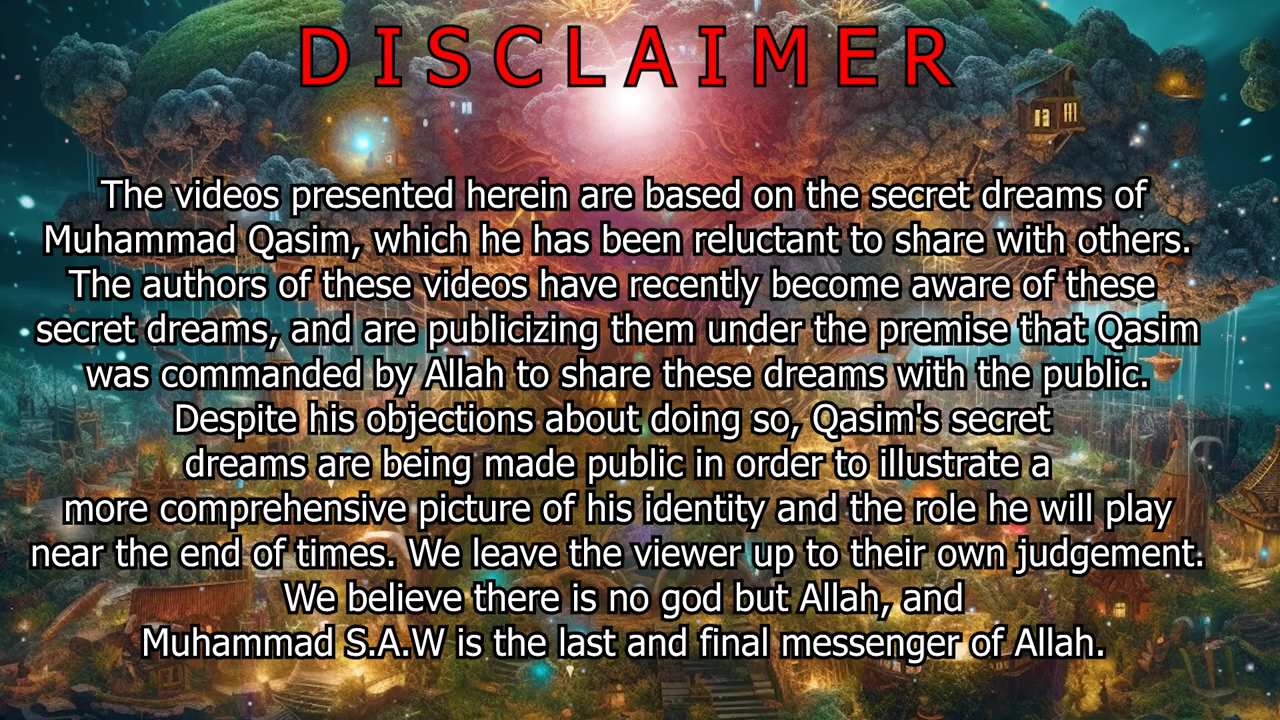 DISCLAIMER
The videos presented herein are based on the secret dreams of
Muhammad Qasim, which he has been reluctant to share with others.
The authors of these videos have recently become aware of these
secret dreams, and are publicizing them under the premise that Qasim
was commanded by Allah to share these dreams with the public.
Despite his objections about doing so, Qasim's secret
dreams are being made public in order to illustrate a
more comprehensive picture of his identity and the role he will play
near the end of times. We leave the viewer up to their own judgement.
We believe there is no god but Allah, and
Muhammad S.A.W is the last and final messenger of Allah.